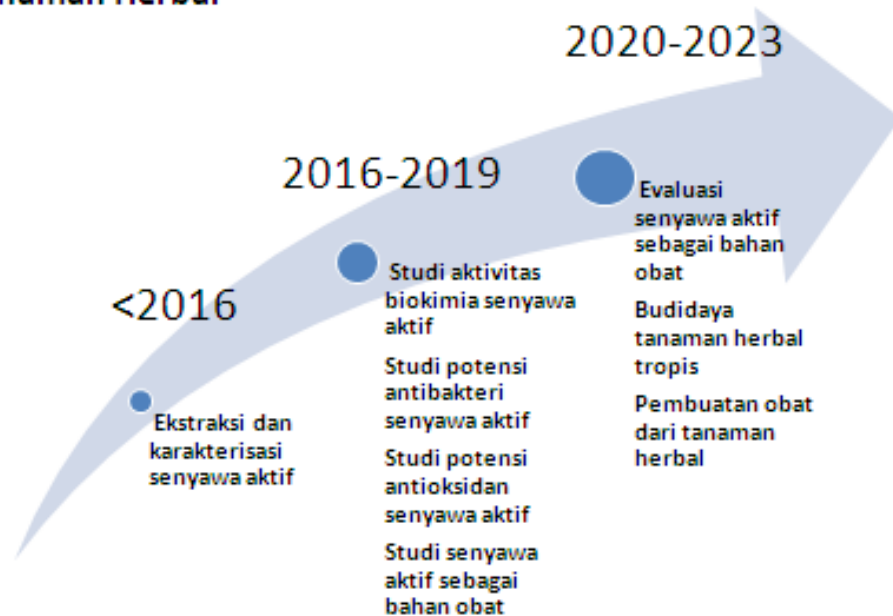 Herbal
2020-2023
2016-2019
<2016
Evaluasi
senyawa aktif
sebagai bahan
obat
Budidaya
tanaman herbal
tropis
Pembuatan obat
dari tanaman
herbal
Studi aktivitas
biokimia senyawa
aktif
Studi potensi
antibakteri
senyawa aktif
Studi potensi
antioksidan
senyawa aktif
Studi senyawa
aktif sebagai
bahan obat
Ekstraksi dan
karakterisasi
senyawa aktif